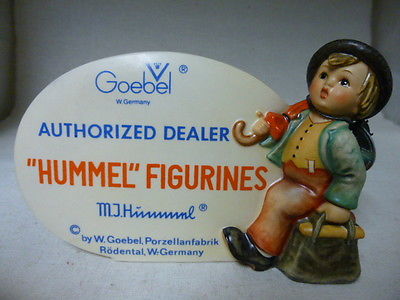 Goebel ®
W. Germany
AUTHORIZED DEALER
"HUMMEL" FIGURINES
M.J.Hümmel ®
© by W. Goebel, Porzellanfabrik
Rödental, W.-Germany